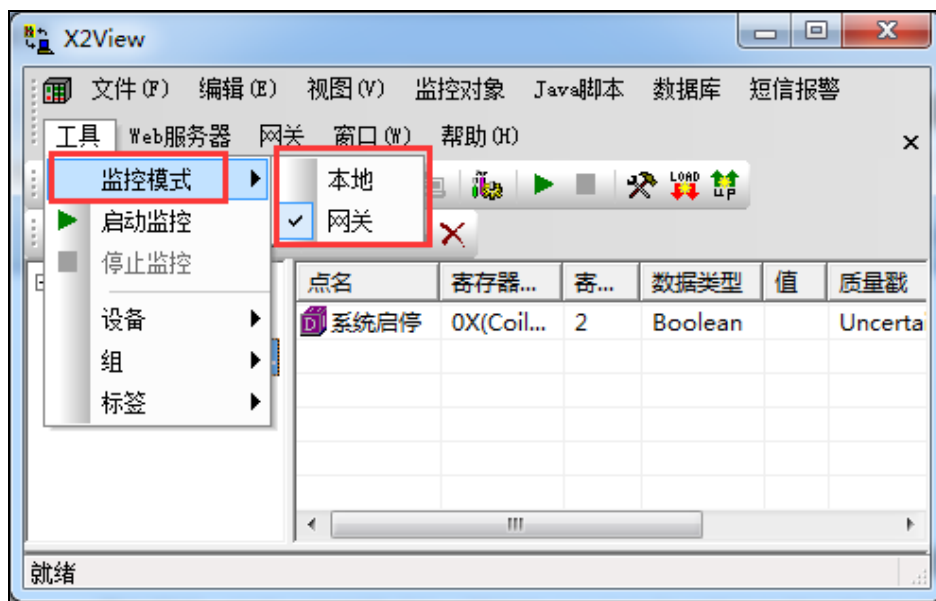 X2View
文件(F) 编辑(E) 视图(V) 监控对象 Java脚本 数据库 短信报警
工具 Web服务器 网关 窗口(W) 帮助(H)
监控模式 本地
LOAD
UP
启动监控 网关
停止监控
点名 寄存器... 寄... 数据类型 值 质量戳
设备
系统启停 0X(Coil... 2 Boolean Uncertai
组
标签
就绪